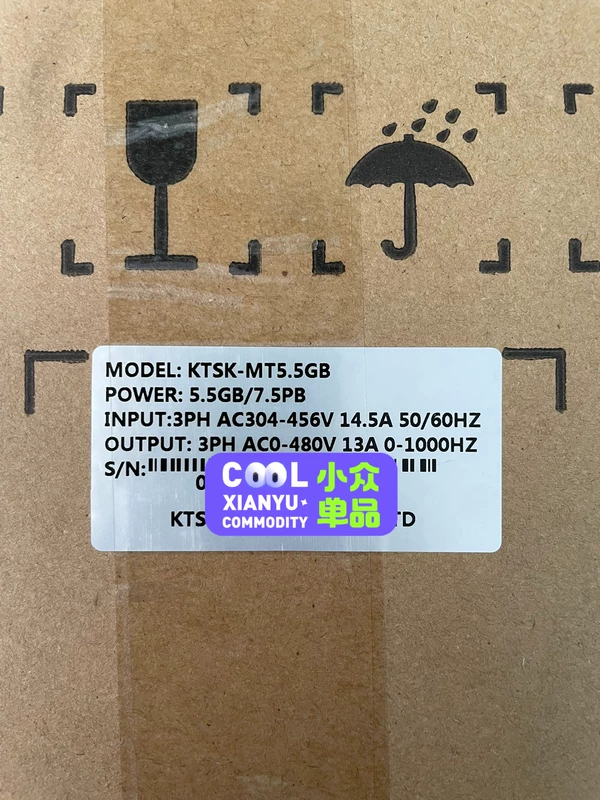 MODEL: KTSK-MT5.5GB
POWER: 5.5GB/7.5PB
INPUT:3PH AC304-456V 14.5A 50/60HZ
OUTPUT: 3PH AC0-480V 13A 0-1000HZ
S/N:
COOL 小众
XIANYU
COMMODITY 单品